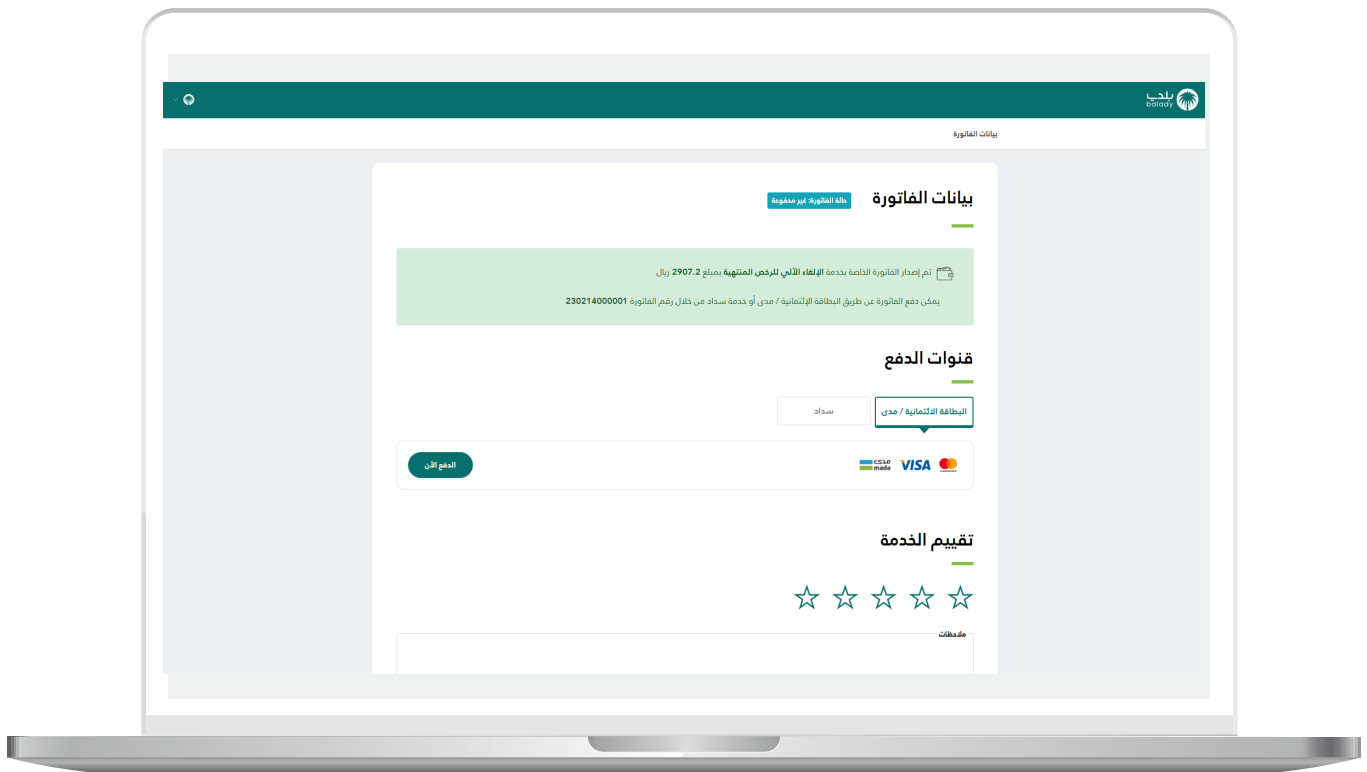 بلدي
balady
بيانات الفاتورة
بيانات الفاتورة
حالة الفاتورة: غير مدفوعة
تم إصدار الفاتورة الخاصة بخدمة الإلغاء الآلي للرخص المنتهية بمبلغ 2907.2 ريال
يمكن دفع الفاتورة عن طريق البطاقة الإئتمانية / مدى أو خدمة سداد من خلال رقم الفاتورة 230214000001
قنوات الدفع
البطاقة الائتمانية / مدى
سداد
VISA
مدى
mada
الدفع الآن
تقييم الخدمة
ملاحظات